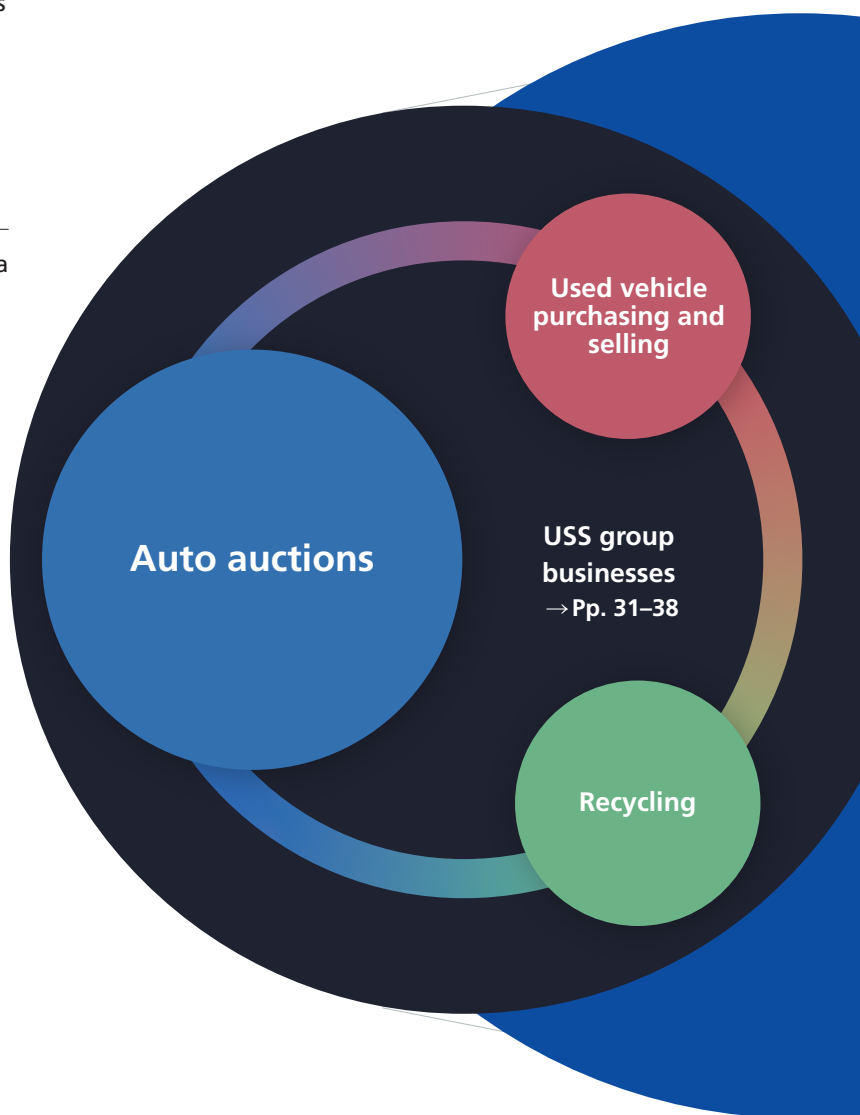 s
a
Used vehicle
purchasing and
selling
Auto auctions
USS group
businesses
→Pp. 31–38
Recycling